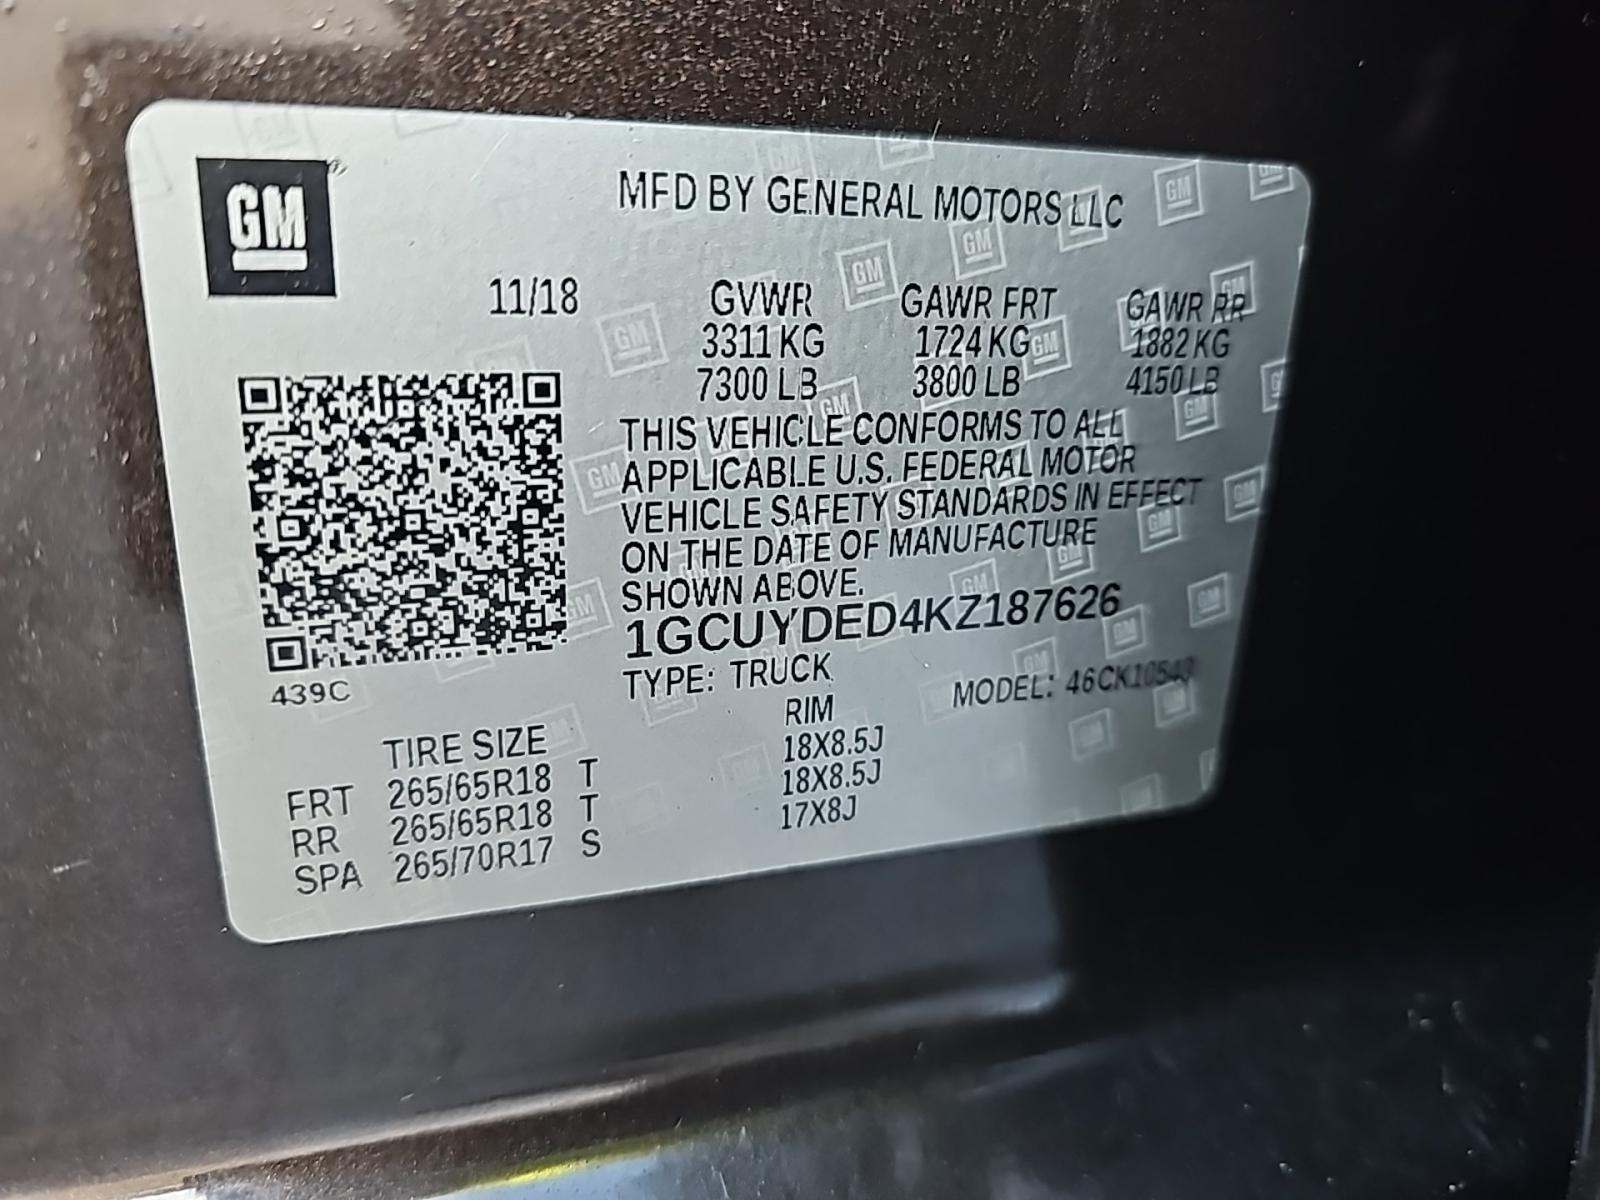 GM
MFD BY GENERAL MOTORS LLC
11/18 GVWR GAWR FRT GAWR RR
3311 KG 1724 KG 1882 KG
7300 LB 3800 LB 4150 LB
THIS VEHICLE CONFORMS TO ALL
APPLICABLE U.S. FEDERAL MOTOR
VEHICLE SAFETY STANDARDS IN EFFECT
ON THE DATE OF MANUFACTURE
SHOWN ABOVE.
1GCUYDED4KZ187626
439C
TYPE: TRUCK MODEL: 46CK10543
TIRE SIZE RIM
FRT 265/65R18 T 18X8.5J
RR 265/65R18 T 18X8.5J
SPA 265/70R17 S 17X8J